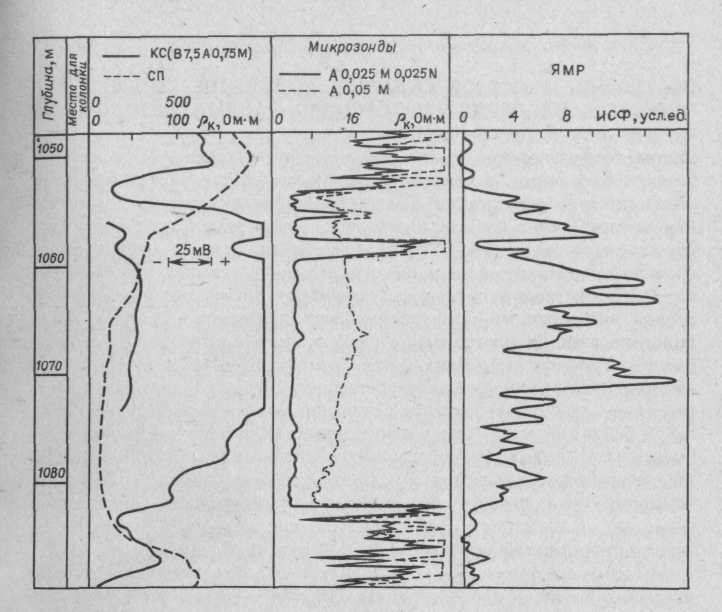 Глубина, м
Место для
колонки
КС(В7,5А0,75М)
СП
0 500
0 100 ρк, Ом·м
Микрозонды
А 0,025 М 0,025N
А 0,05 М
0 16 ρк, Ом·м
ЯМР
0 4 8 ИСФ, усл.ед.
1050
1060
1070
1080
– 25мВ +